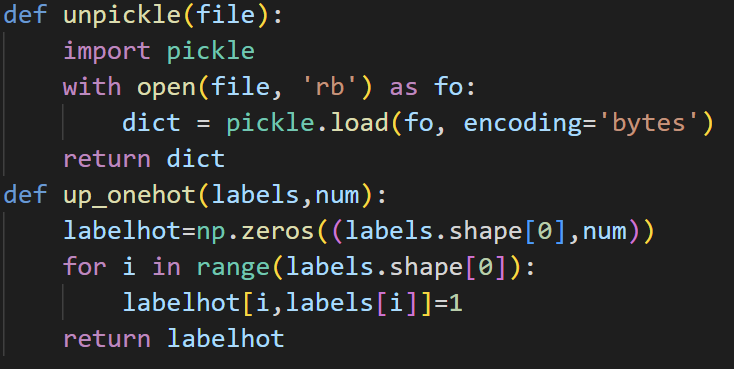 def unpickle(file):
    import pickle
    with open(file, 'rb') as fo:
        dict = pickle.load(fo, encoding='bytes')
    return dict
def up_onehot(labels,num):
    labelhot=np.zeros((labels.shape[0],num))
    for i in range(labels.shape[0]):
        labelhot[i,labels[i]]=1
    return labelhot